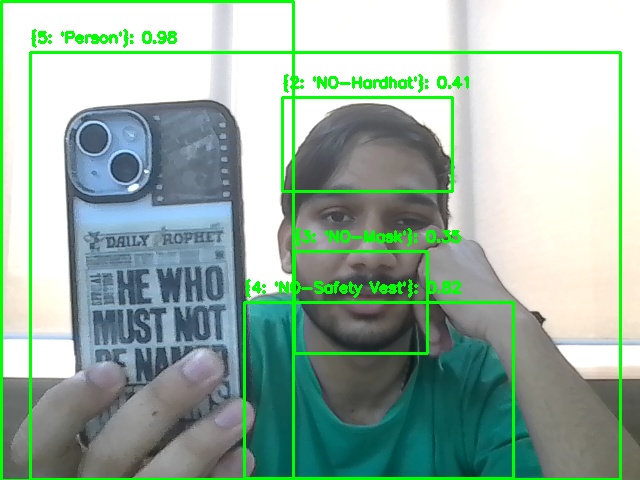 {5: 'Person'}: 0.98
{2: 'NO-Hardhat'}: 0.41
{3: 'NO-Mask'}: 0.35
{4: 'NO-Safety Vest'}: 0.82
DAILY PROPHET
HE WHO
MUST NOT
BE NAMED